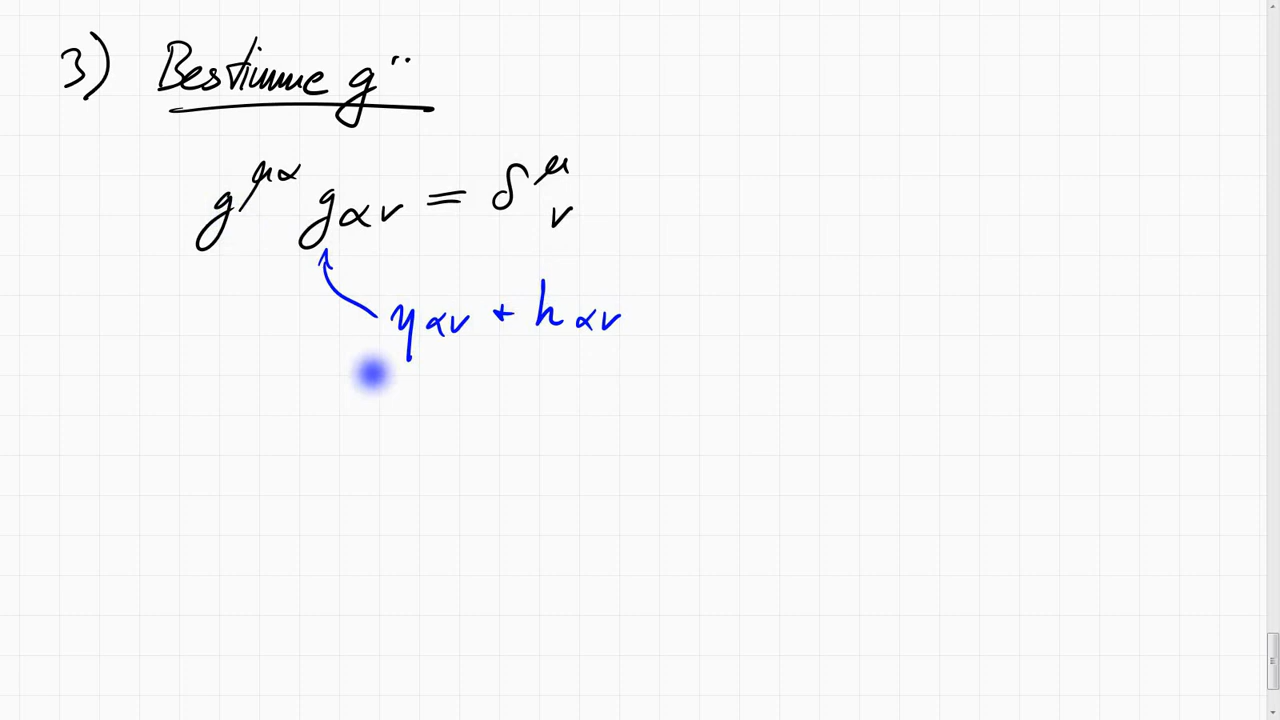 3) Bestimme g¨
g^{μα} g_{αν} = δ^μ_ν
η_{αν} + h_{αν}